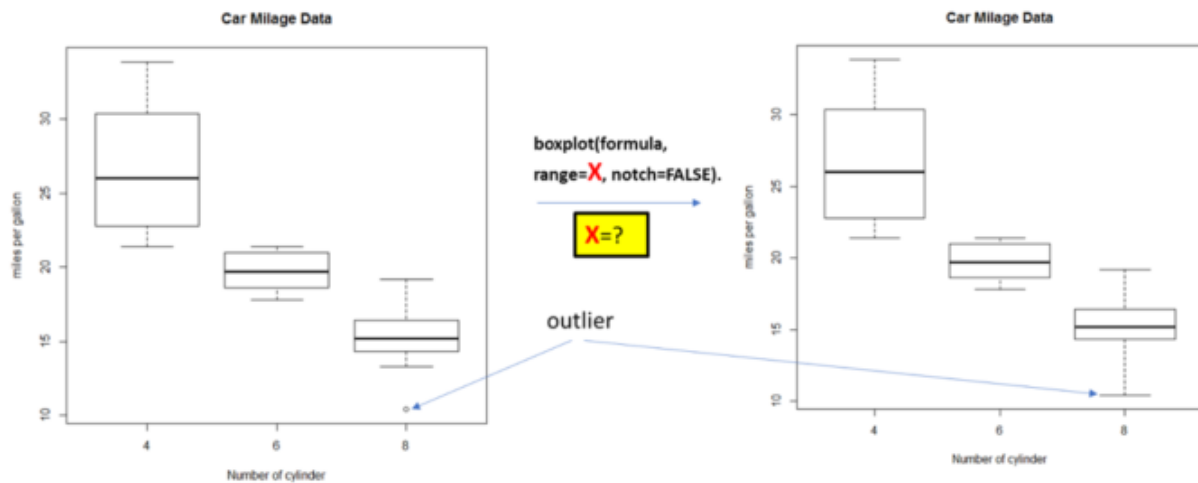 Car Milage Data
miles per gallon
30
25
20
15
10
4 6 8
Number of cylinder
boxplot(formula,
range=X, notch=FALSE).
X=?
outlier
Car Milage Data
miles per gallon
30
25
20
15
10
4 6 8
Number of cylinder